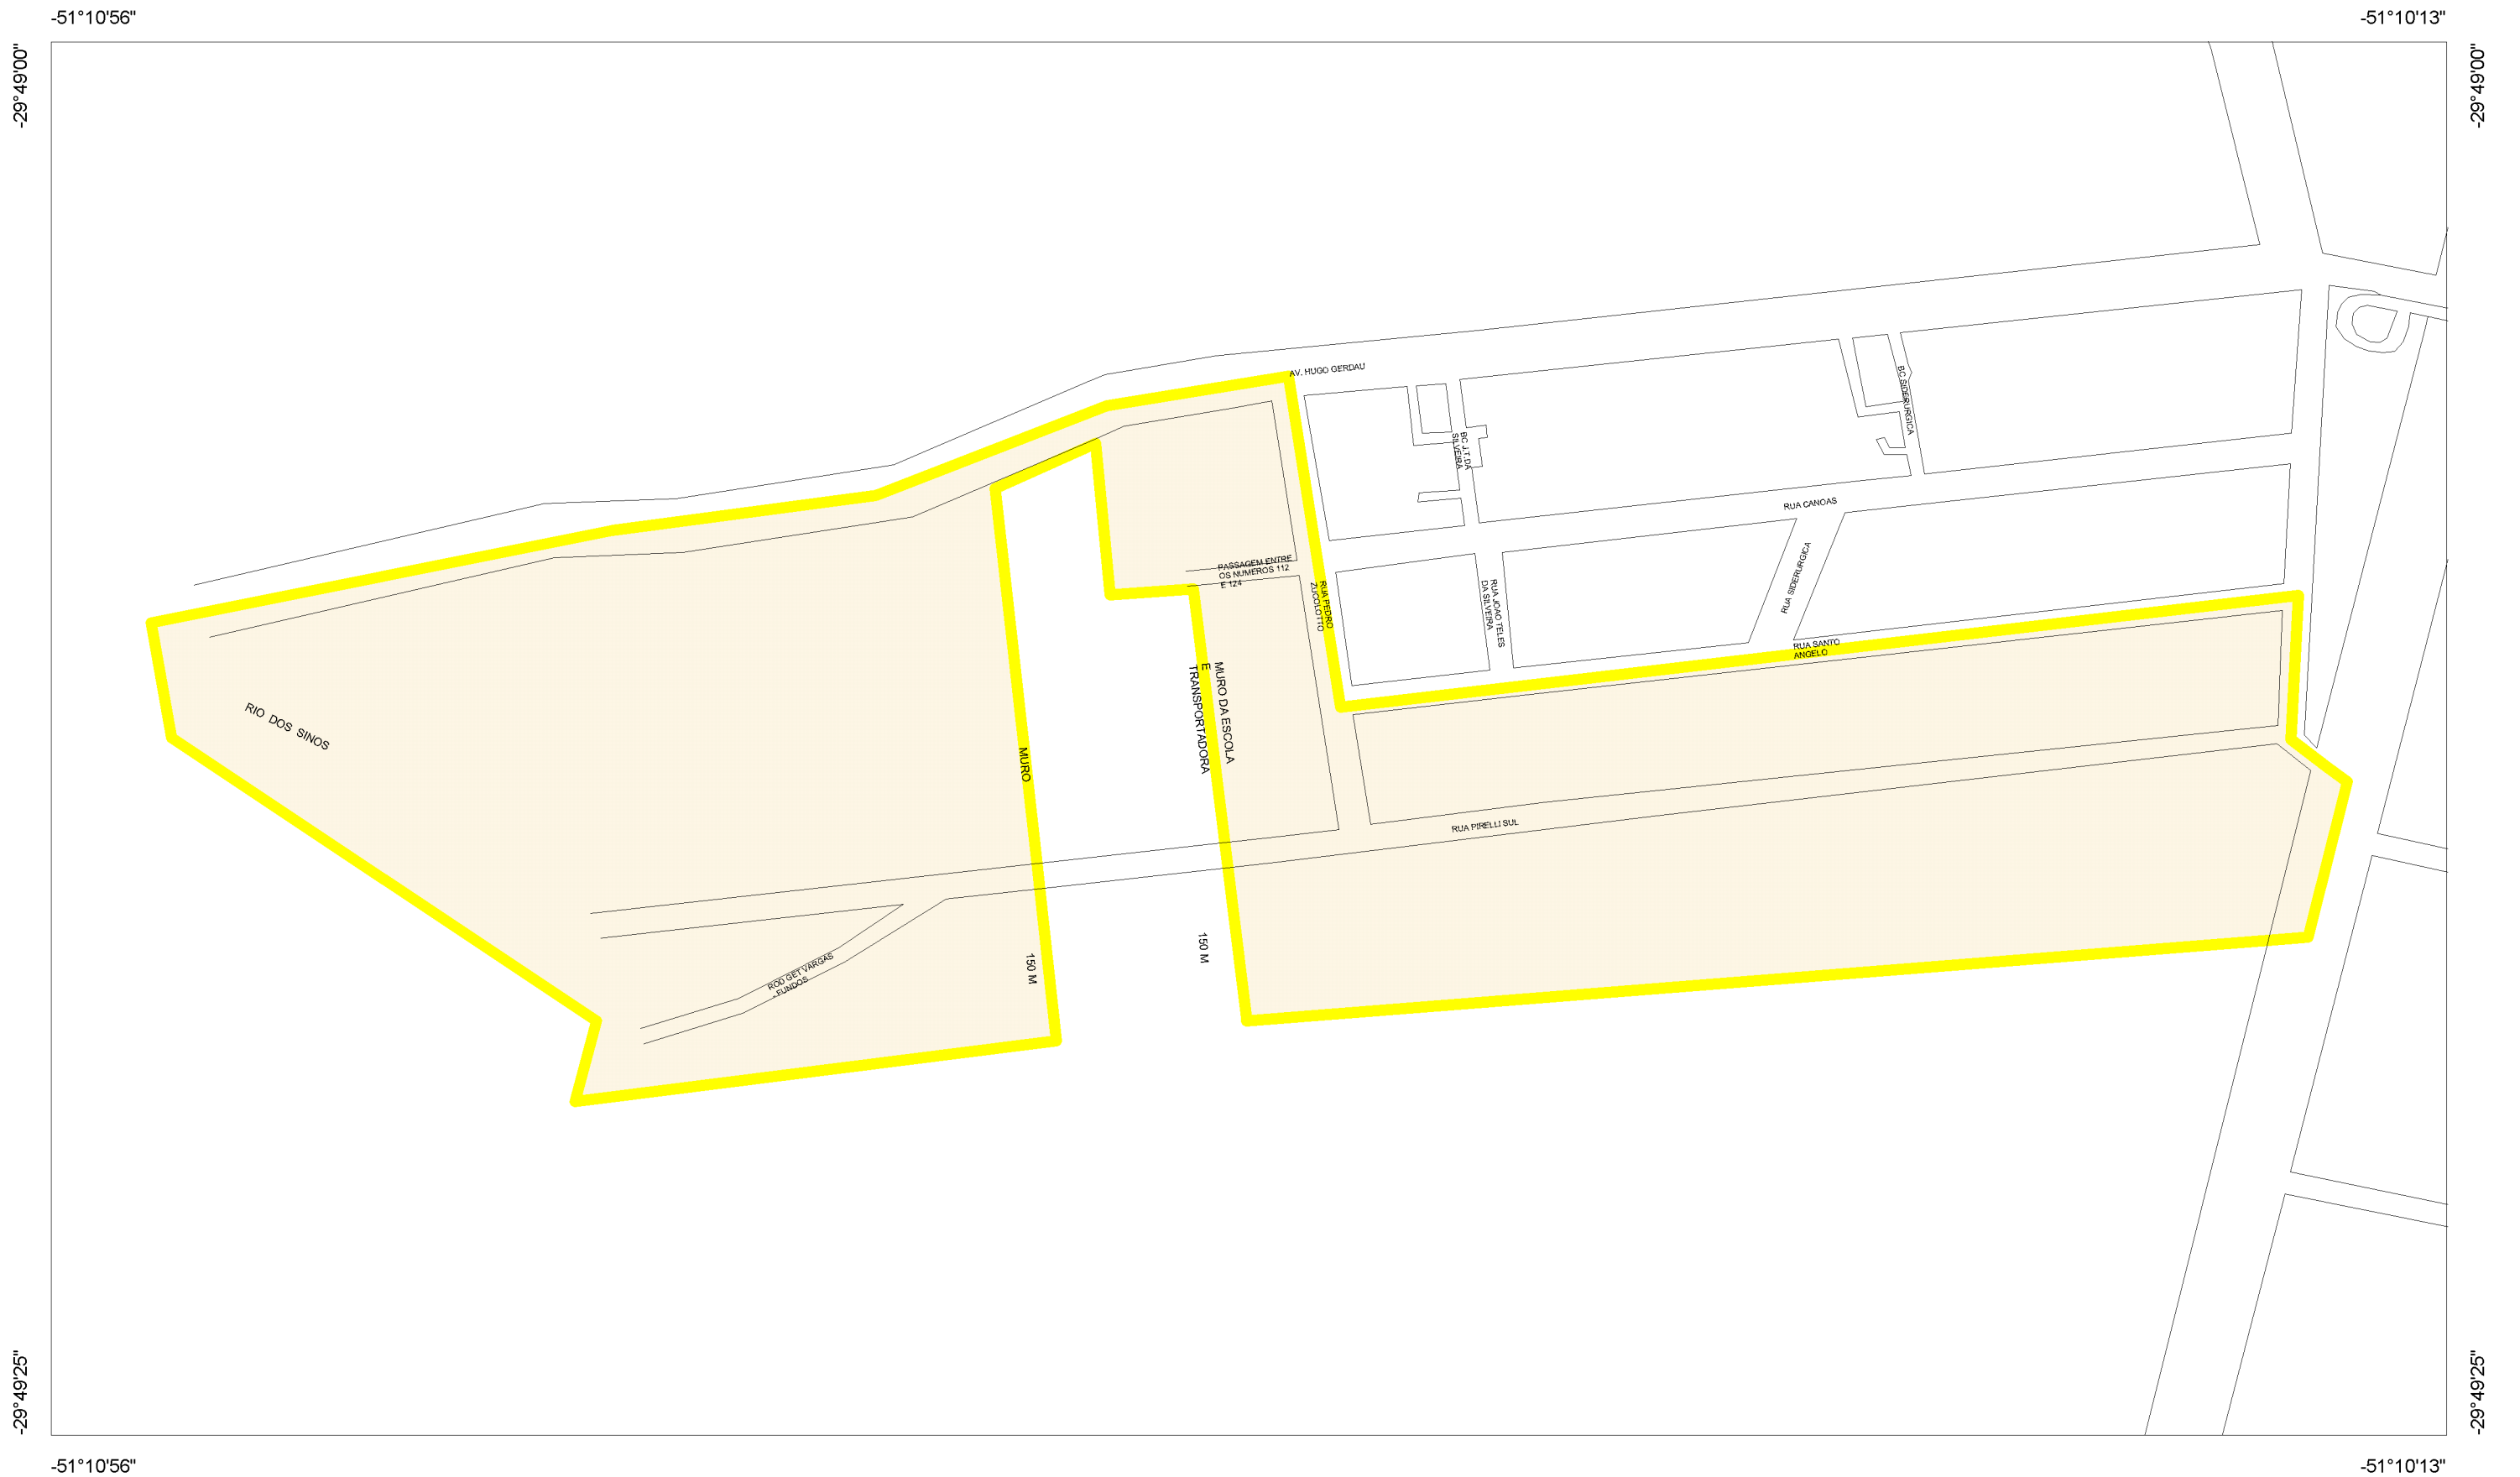 -51°10'56"
-51°10'13"
-29°49'00"
-29°49'00"
AV. HUGO GERDAU
BC SIDERURGICA
BC J.T.DA
SILVEIRA
RUA CANOAS
PASSAGEM ENTRE
OS NUMEROS 112
E 124
RUA PEDRO
ZUCOLOTTO
RUA JOAO TELES
DA SILVEIRA
RUA SIDERURGICA
RUA SANTO
ANGELO
RIO DOS SINOS
MURO
MURO DA ESCOLA
E
TRANSPORTADORA
RUA PIRELLI SUL
ROD GET VARGAS
- FUNDOS
150 M
150 M
-29°49'25"
-29°49'25"
-51°10'56"
-51°10'13"